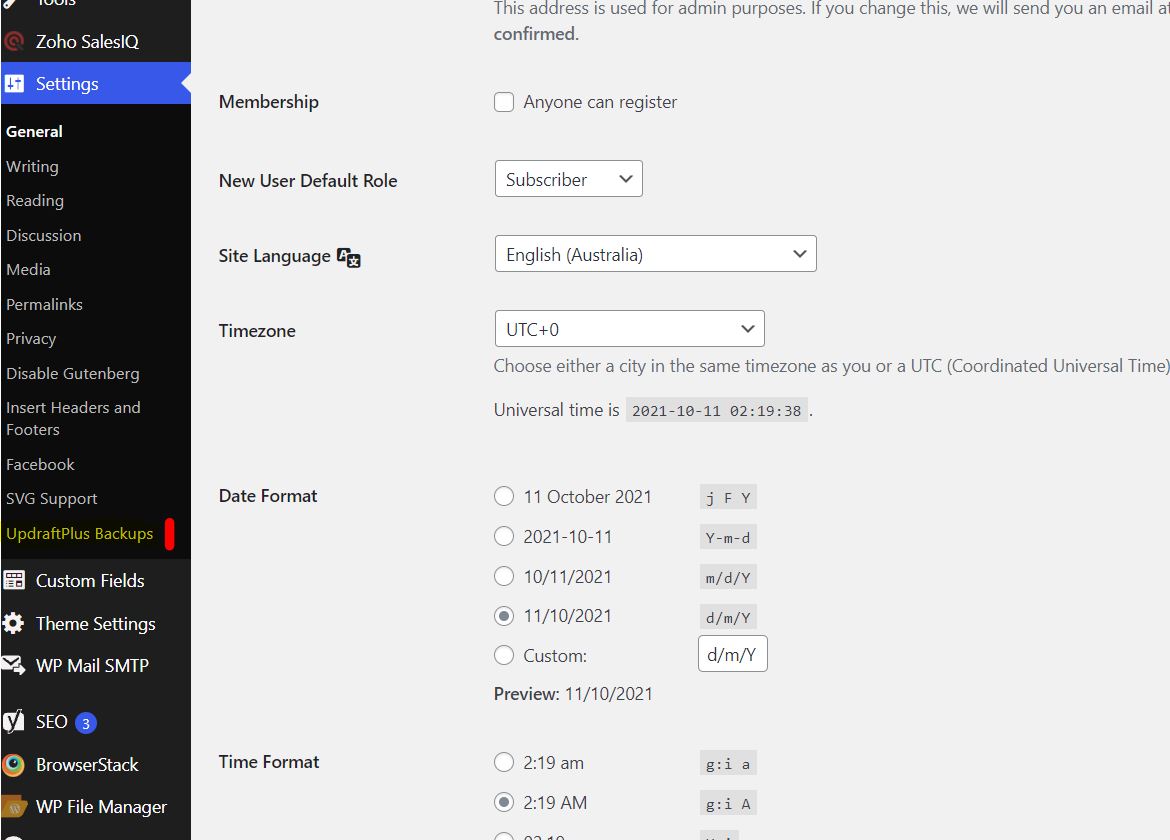 Tools
Zoho SalesIQ
Settings
General
Writing
Reading
Discussion
Media
Permalinks
Privacy
Disable Gutenberg
Insert Headers and
Footers
Facebook
SVG Support
UpdraftPlus Backups
Custom Fields
Theme Settings
WP Mail SMTP
SEO 3
BrowserStack
WP File Manager
This address is used for admin purposes. If you change this, we will send you an email at
confirmed.
Membership
Anyone can register
New User Default Role
Subscriber
Site Language
English (Australia)
Timezone
UTC+0
Choose either a city in the same timezone as you or a UTC (Coordinated Universal Time)
Universal time is 2021-10-11 02:19:38 .
Date Format
11 October 2021 j F Y
2021-10-11 Y-m-d
10/11/2021 m/d/Y
11/10/2021 d/m/Y
Custom: d/m/Y
Preview: 11/10/2021
Time Format
2:19 am g:i a
2:19 AM g:i A